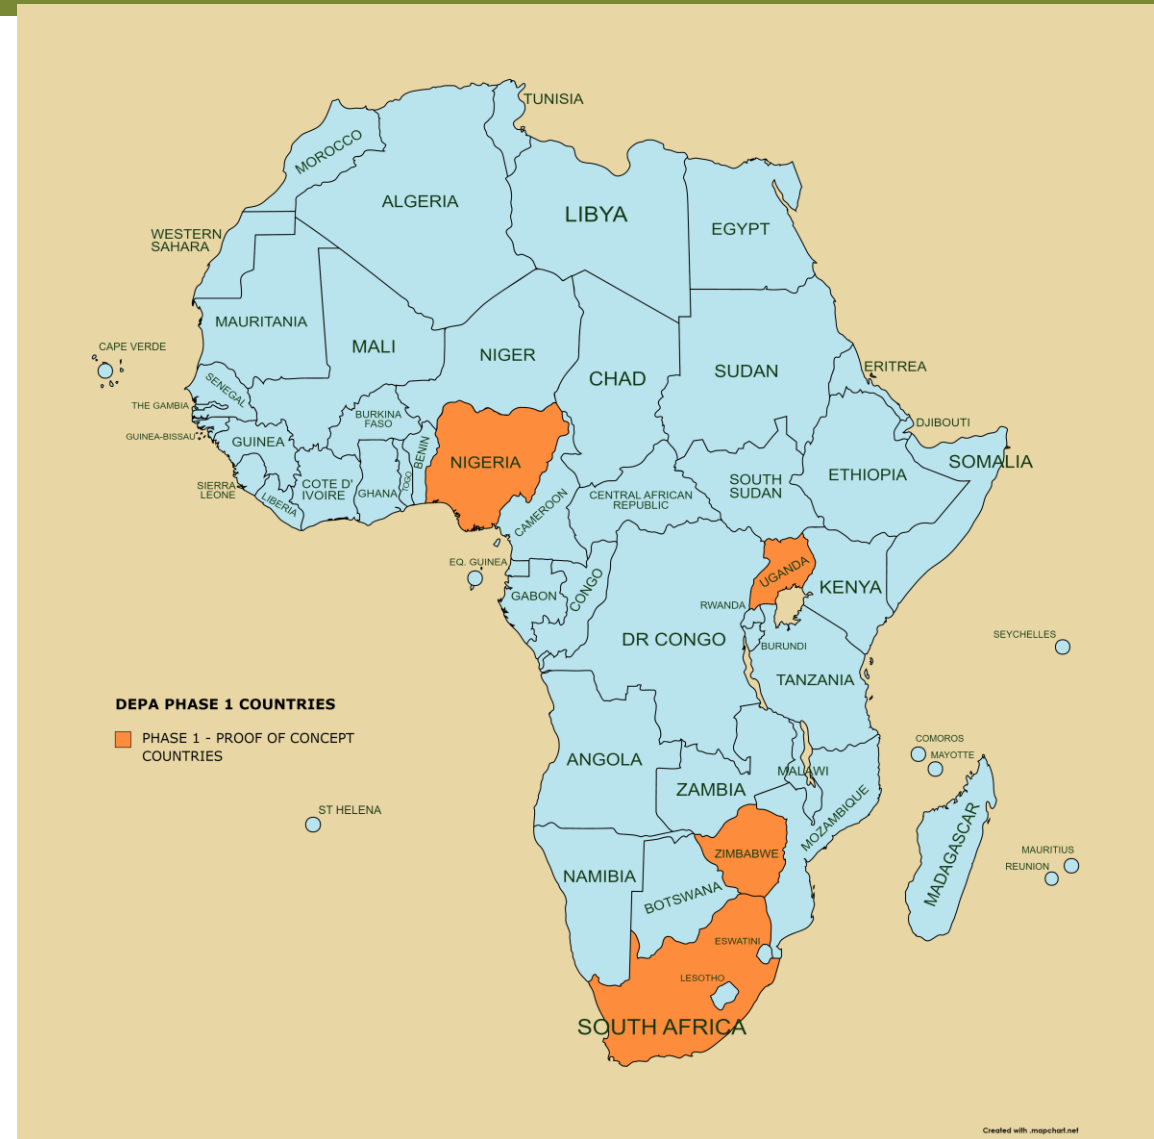 TUNISIA
MOROCCO
ALGERIA
LIBYA
EGYPT
WESTERN
SAHARA
MAURITANIA
MALI
NIGER
CHAD
SUDAN
ERITREA
CAPE VERDE
SENEGAL
THE GAMBIA
GUINEA-BISSAU
GUINEA
BURKINA
FASO
BENIN
TOGO
NIGERIA
DJIBOUTI
SOMALIA
ETHIOPIA
SOUTH
SUDAN
SIERRA
LEONE
LIBERIA
COTE D'
IVOIRE
GHANA
CAMEROON
CENTRAL AFRICAN
REPUBLIC
EQ. GUINEA
GABON
CONGO
UGANDA
KENYA
RWANDA
DR CONGO
BURUNDI
TANZANIA
SEYCHELLES
DEPA PHASE 1 COUNTRIES
PHASE 1 - PROOF OF CONCEPT
COUNTRIES
ANGOLA
ZAMBIA
MALAWI
MOZAMBIQUE
COMOROS
MAYOTTE
ST HELENA
MADAGASCAR
MAURITIUS
REUNION
ZIMBABWE
NAMIBIA
BOTSWANA
ESWATINI
LESOTHO
SOUTH AFRICA
Created with .mapchart.net